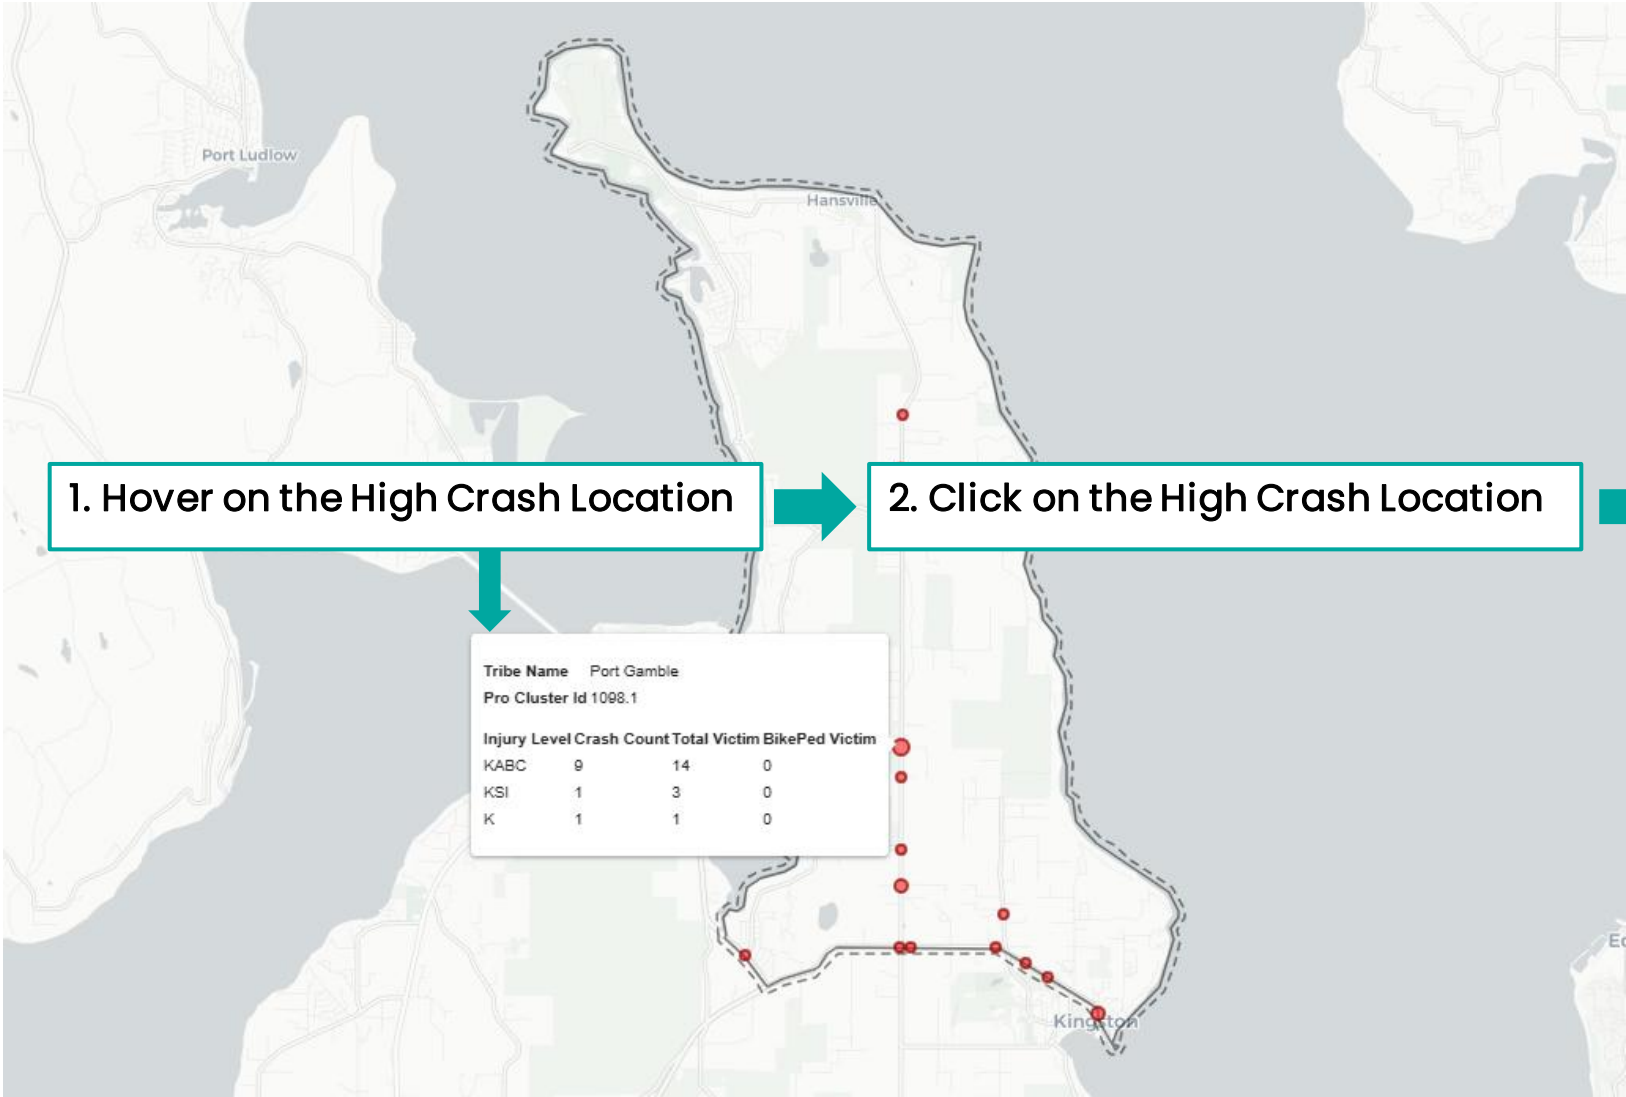 Port Ludlow
Hansville
1. Hover on the High Crash Location
2. Click on the High Crash Location
Tribe Name Port Gamble
Pro Cluster Id 1098.1
Injury Level Crash Count Total Victim BikePed Victim
KABC 9 14 0
KSI 1 3 0
K 1 1 0
Kingston